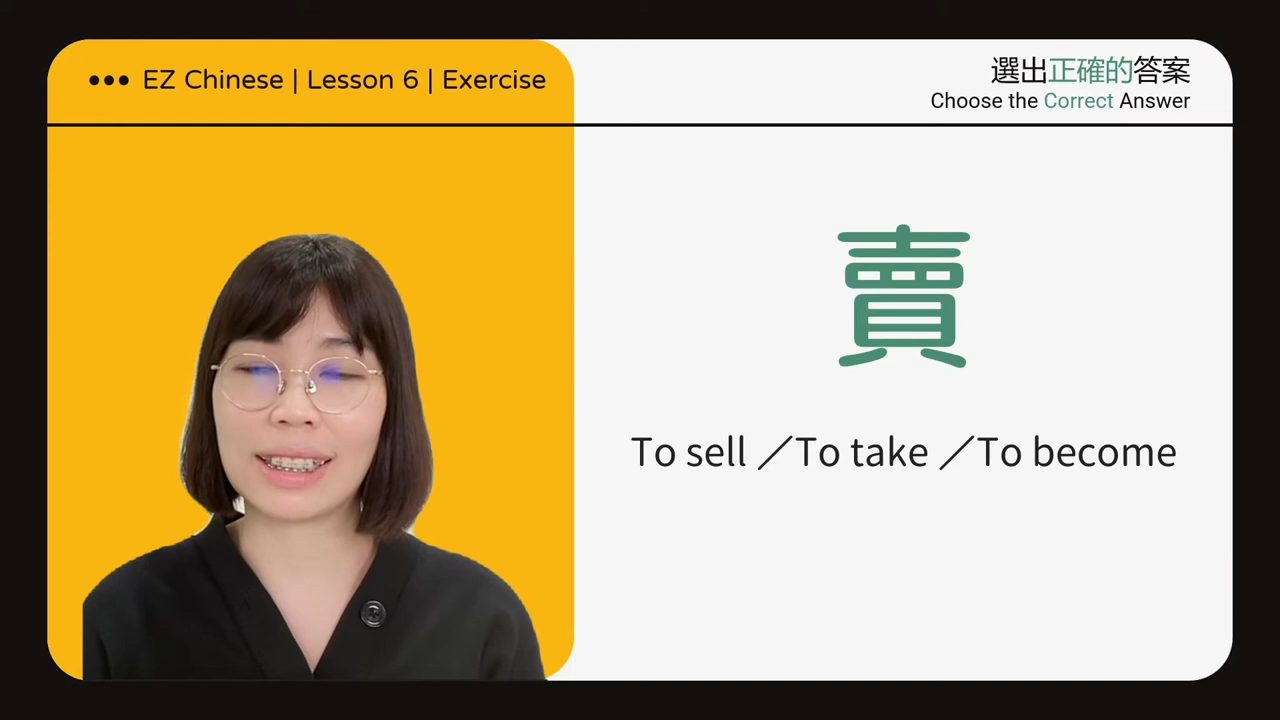 EZ Chinese | Lesson 6 | Exercise
選出正確的答案
Choose the Correct Answer
賣
To sell ／To take ／To become